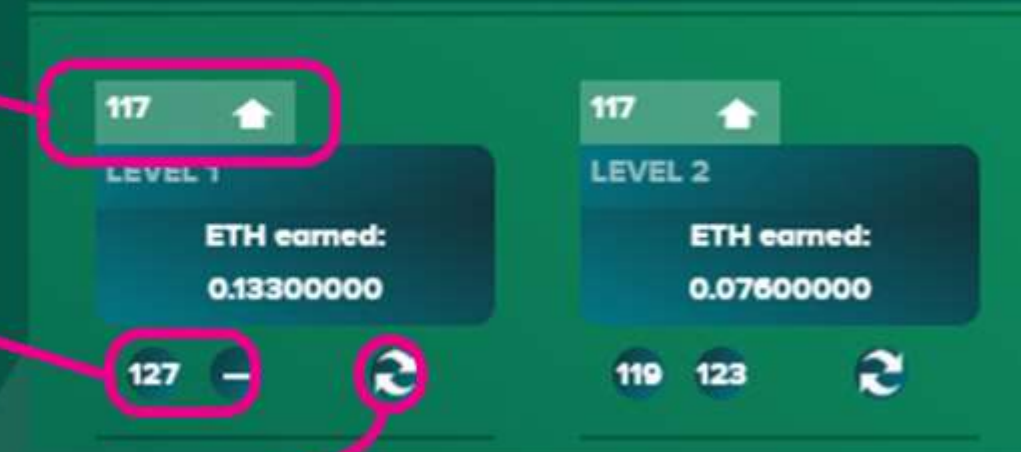 117
LEVEL 1
ETH earned:
0.13300000
127 –
117
LEVEL 2
ETH earned:
0.07600000
119 123